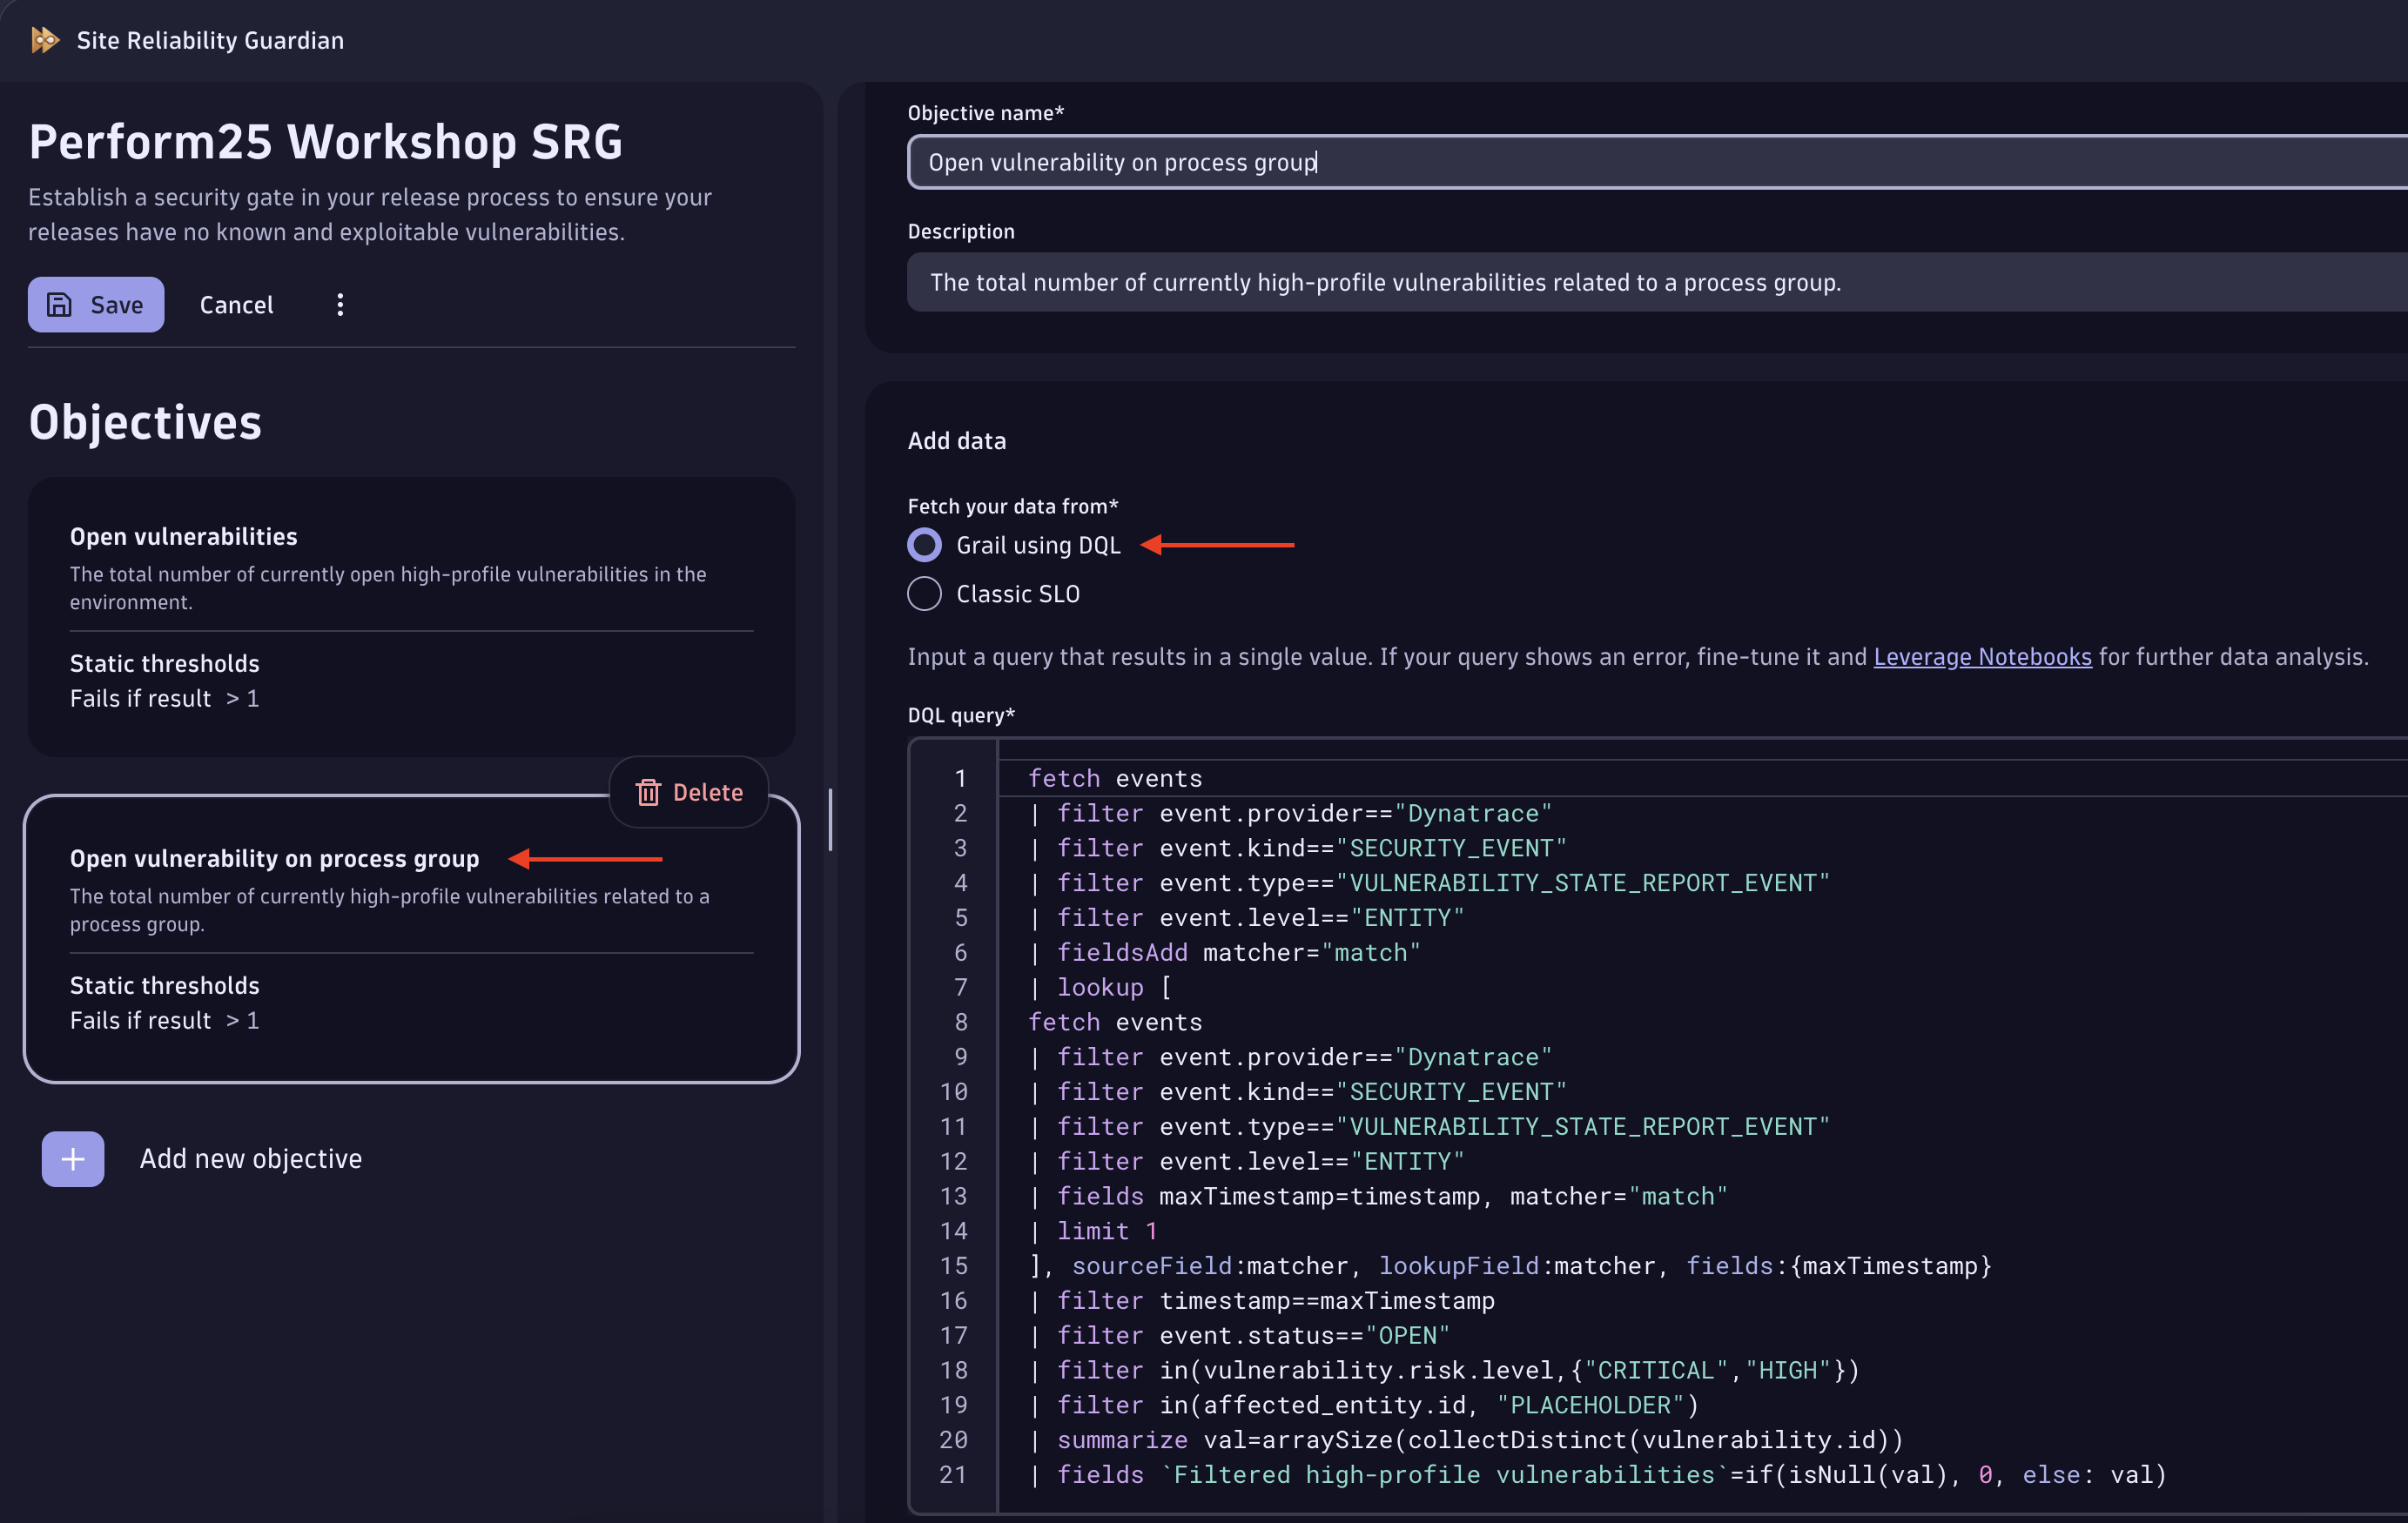 Site Reliability Guardian
Perform25 Workshop SRG
Establish a security gate in your release process to ensure your
releases have no known and exploitable vulnerabilities.
Save
Cancel
Objectives
Open vulnerabilities
The total number of currently open high-profile vulnerabilities in the
environment.
Static thresholds
Fails if result > 1
Delete
Open vulnerability on process group
The total number of currently high-profile vulnerabilities related to a
process group.
Static thresholds
Fails if result > 1
Add new objective
Objective name*
Open vulnerability on process group
Description
The total number of currently high-profile vulnerabilities related to a process group.
Add data
Fetch your data from*
Grail using DQL
Classic SLO
Input a query that results in a single value. If your query shows an error, fine-tune it and Leverage Notebooks for further data analysis.
DQL query*
1 fetch events
2 | filter event.provider=="Dynatrace"
3 | filter event.kind=="SECURITY_EVENT"
4 | filter event.type=="VULNERABILITY_STATE_REPORT_EVENT"
5 | filter event.level=="ENTITY"
6 | fieldsAdd matcher="match"
7 | lookup [
8 fetch events
9 | filter event.provider=="Dynatrace"
10 | filter event.kind=="SECURITY_EVENT"
11 | filter event.type=="VULNERABILITY_STATE_REPORT_EVENT"
12 | filter event.level=="ENTITY"
13 | fields maxTimestamp=timestamp, matcher="match"
14 | limit 1
15 ], sourceField:matcher, lookupField:matcher, fields:{maxTimestamp}
16 | filter timestamp==maxTimestamp
17 | filter event.status=="OPEN"
18 | filter in(vulnerability.risk.level,{"CRITICAL","HIGH"})
19 | filter in(affected_entity.id, "PLACEHOLDER")
20 | summarize val=arraySize(collectDistinct(vulnerability.id))
21 | fields `Filtered high-profile vulnerabilities`=if(isNull(val), 0, else: val)